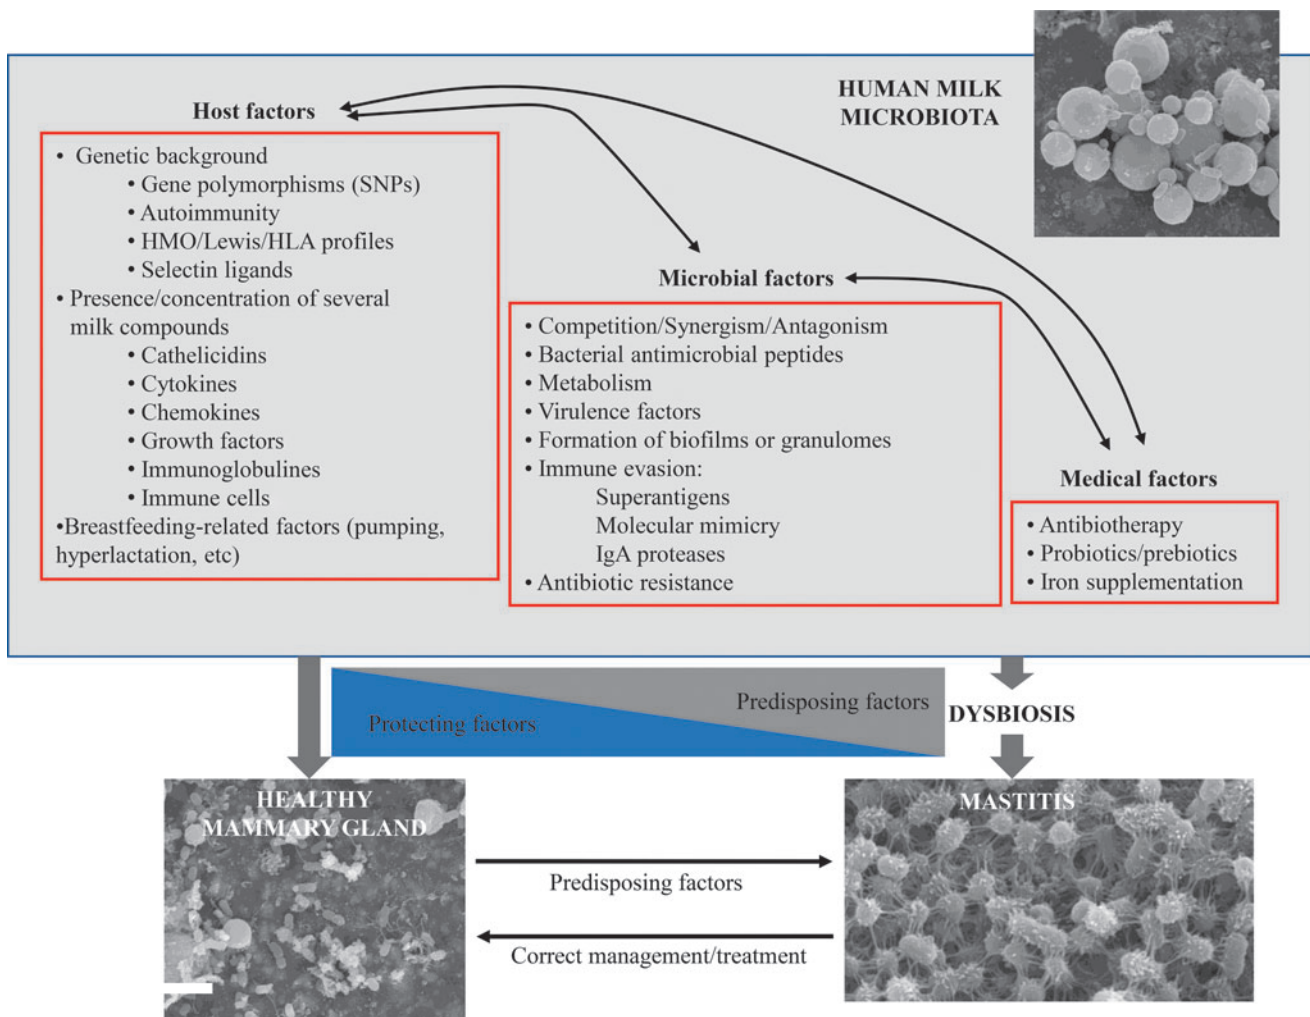 HUMAN MILK
MICROBIOTA
Host factors
• Genetic background
• Gene polymorphisms (SNPs)
• Autoimmunity
• HMO/Lewis/HLA profiles
• Selectin ligands
• Presence/concentration of several
milk compounds
• Cathelicidins
• Cytokines
• Chemokines
• Growth factors
• Immunoglobulines
• Immune cells
•Breastfeeding-related factors (pumping,
hyperlactation, etc)
Microbial factors
• Competition/Synergism/Antagonism
• Bacterial antimicrobial peptides
• Metabolism
• Virulence factors
• Formation of biofilms or granulomes
• Immune evasion:
Superantigens
Molecular mimicry
IgA proteases
• Antibiotic resistance
Medical factors
• Antibiotherapy
• Probiotics/prebiotics
• Iron supplementation
Predisposing factors
Protecting factors
DYSBIOSIS
HEALTHY
MAMMARY GLAND
MASTITIS
Predisposing factors
Correct management/treatment